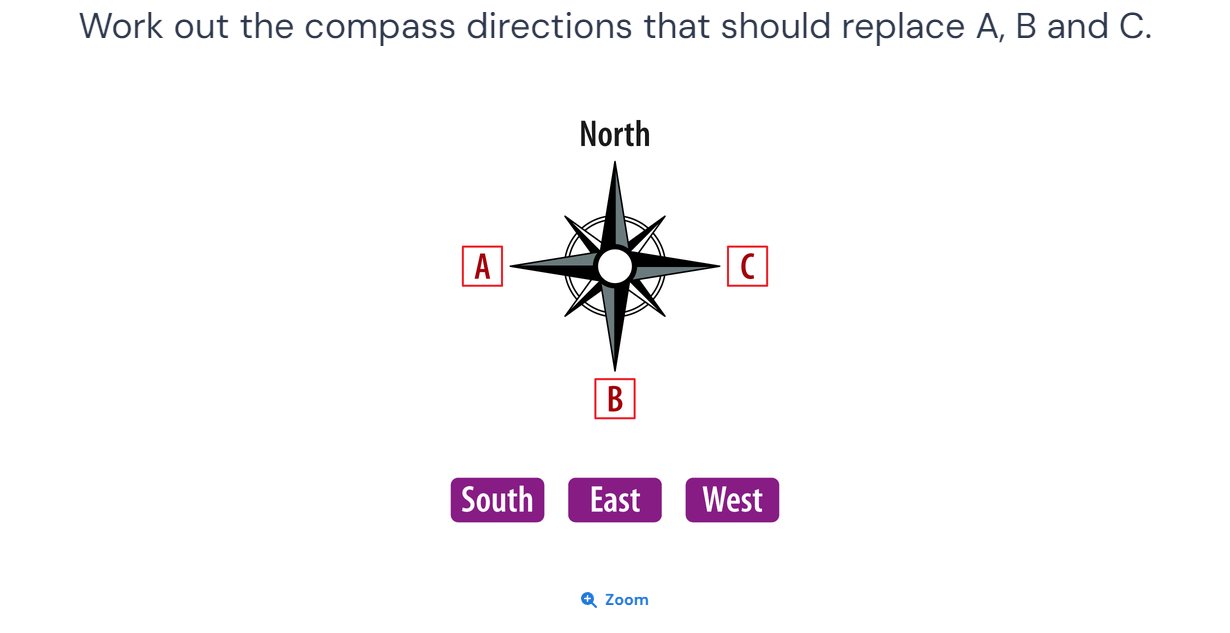 Work out the compass directions that should replace A, B and C.
North
A
C
B
South East West
Zoom